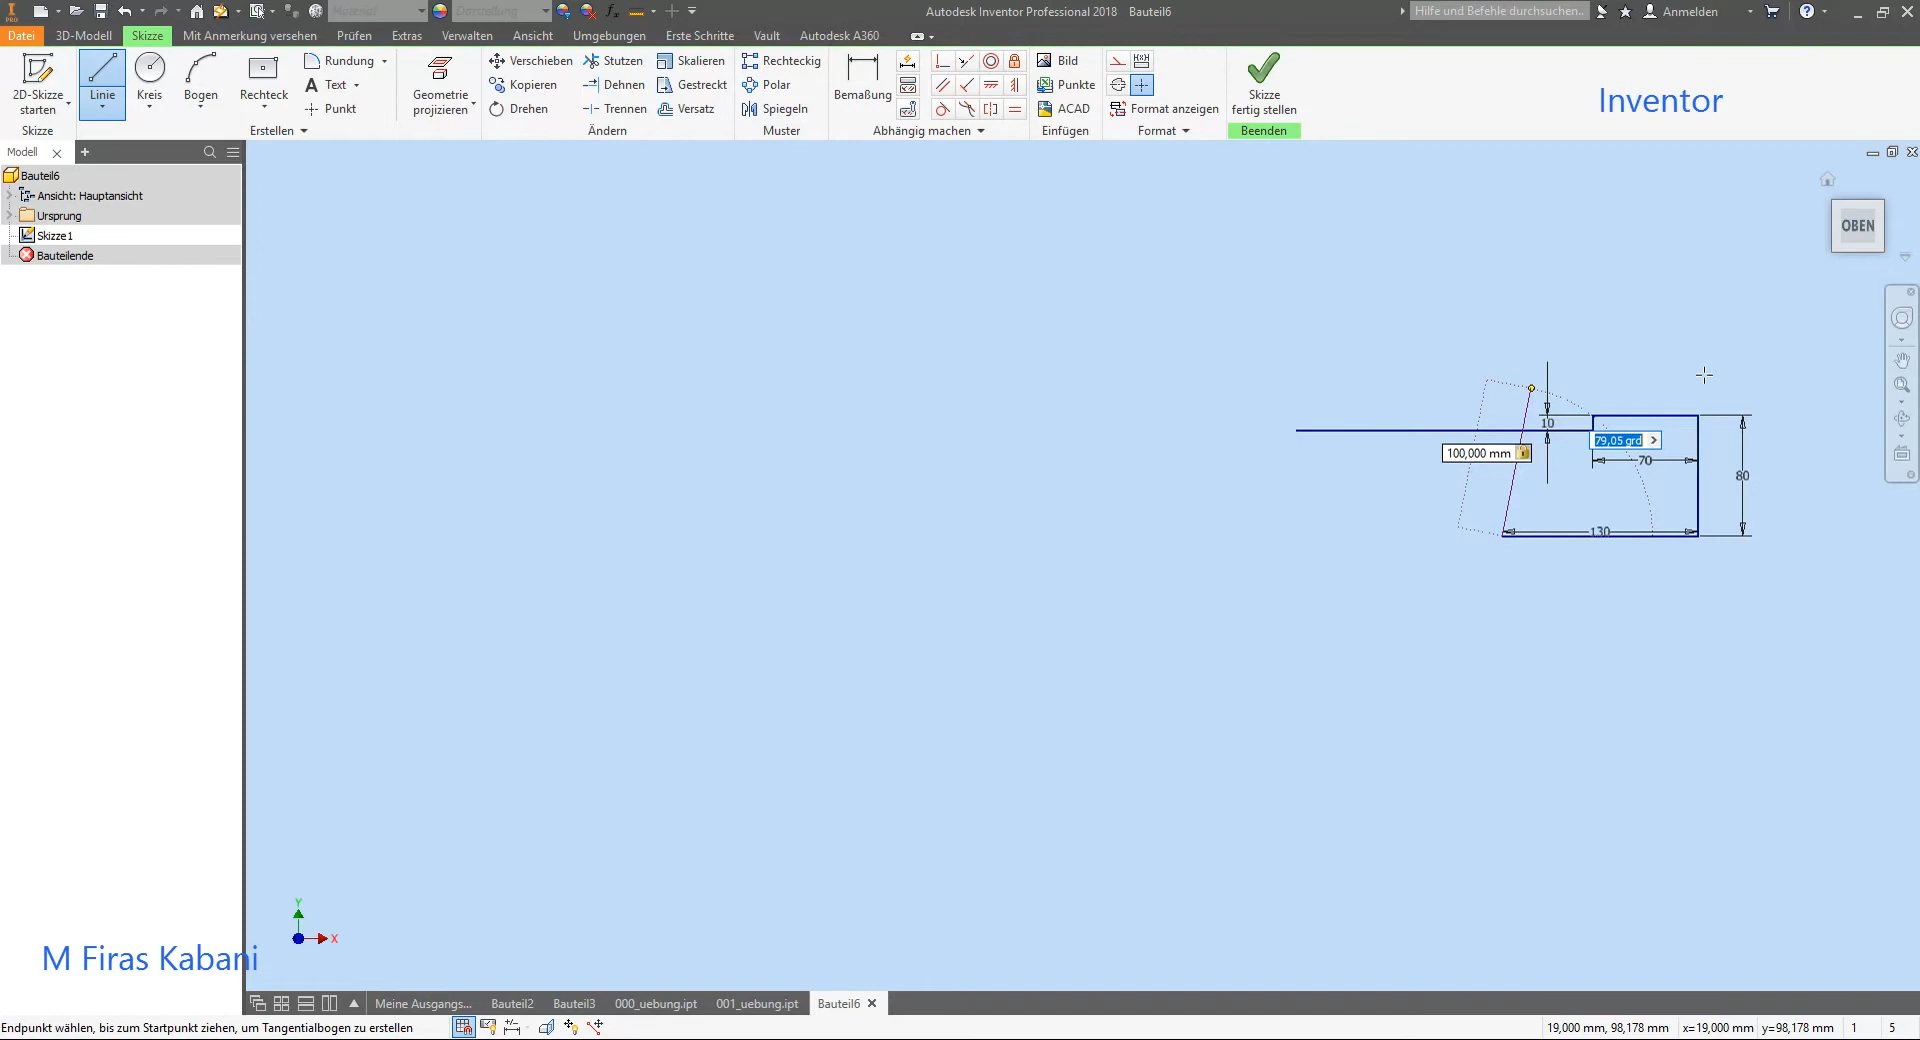 Autodesk Inventor Professional 2018 Bauteil6
Hilfe und Befehle durchsuchen...
Anmelden
Material
Darstellung
Datei
3D-Modell
Skizze
Mit Anmerkung versehen
Prüfen
Extras
Verwalten
Ansicht
Umgebungen
Erste Schritte
Vault
Autodesk A360
2D-Skizze
starten
Linie
Kreis
Bogen
Rechteck
Rundung
Text
Punkt
Geometrie
projizieren
Verschieben
Kopieren
Drehen
Stutzen
Dehnen
Trennen
Skalieren
Gestreckt
Versatz
Rechteckig
Polar
Spiegeln
Bemaßung
Bild
Punkte
ACAD
Format anzeigen
Skizze
fertig stellen
Skizze
Erstellen
Ändern
Muster
Abhängig machen
Einfügen
Format
Beenden
Inventor
Modell
Bauteil6
Ansicht: Hauptansicht
Ursprung
Skizze1
Bauteilende
OBEN
10
79,05 grd
100,000 mm
70
80
130
Y
X
M Firas Kabani
Meine Ausgangs...
Bauteil2
Bauteil3
000_uebung.ipt
001_uebung.ipt
Bauteil6
Endpunkt wählen, bis zum Startpunkt ziehen, um Tangentialbogen zu erstellen
19,000 mm, 98,178 mm
x=19,000 mm
y=98,178 mm
1
5